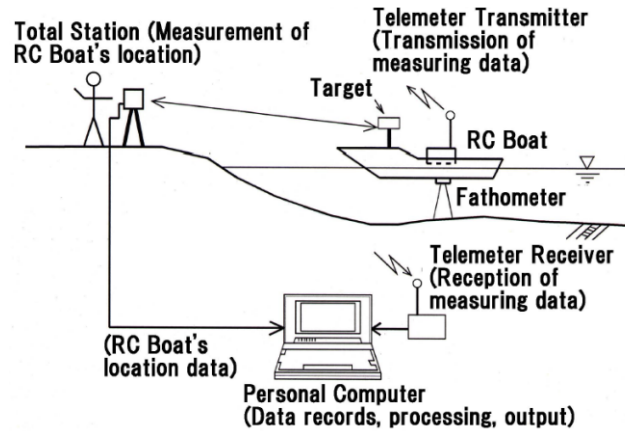 Total Station (Measurement of
RC Boat's location)
Telemeter Transmitter
(Transmission of
measuring data)
Target
RC Boat
Fathometer
Telemeter Receiver
(Reception of
measuring data)
(RC Boat's
location data)
Personal Computer
(Data records, processing, output)